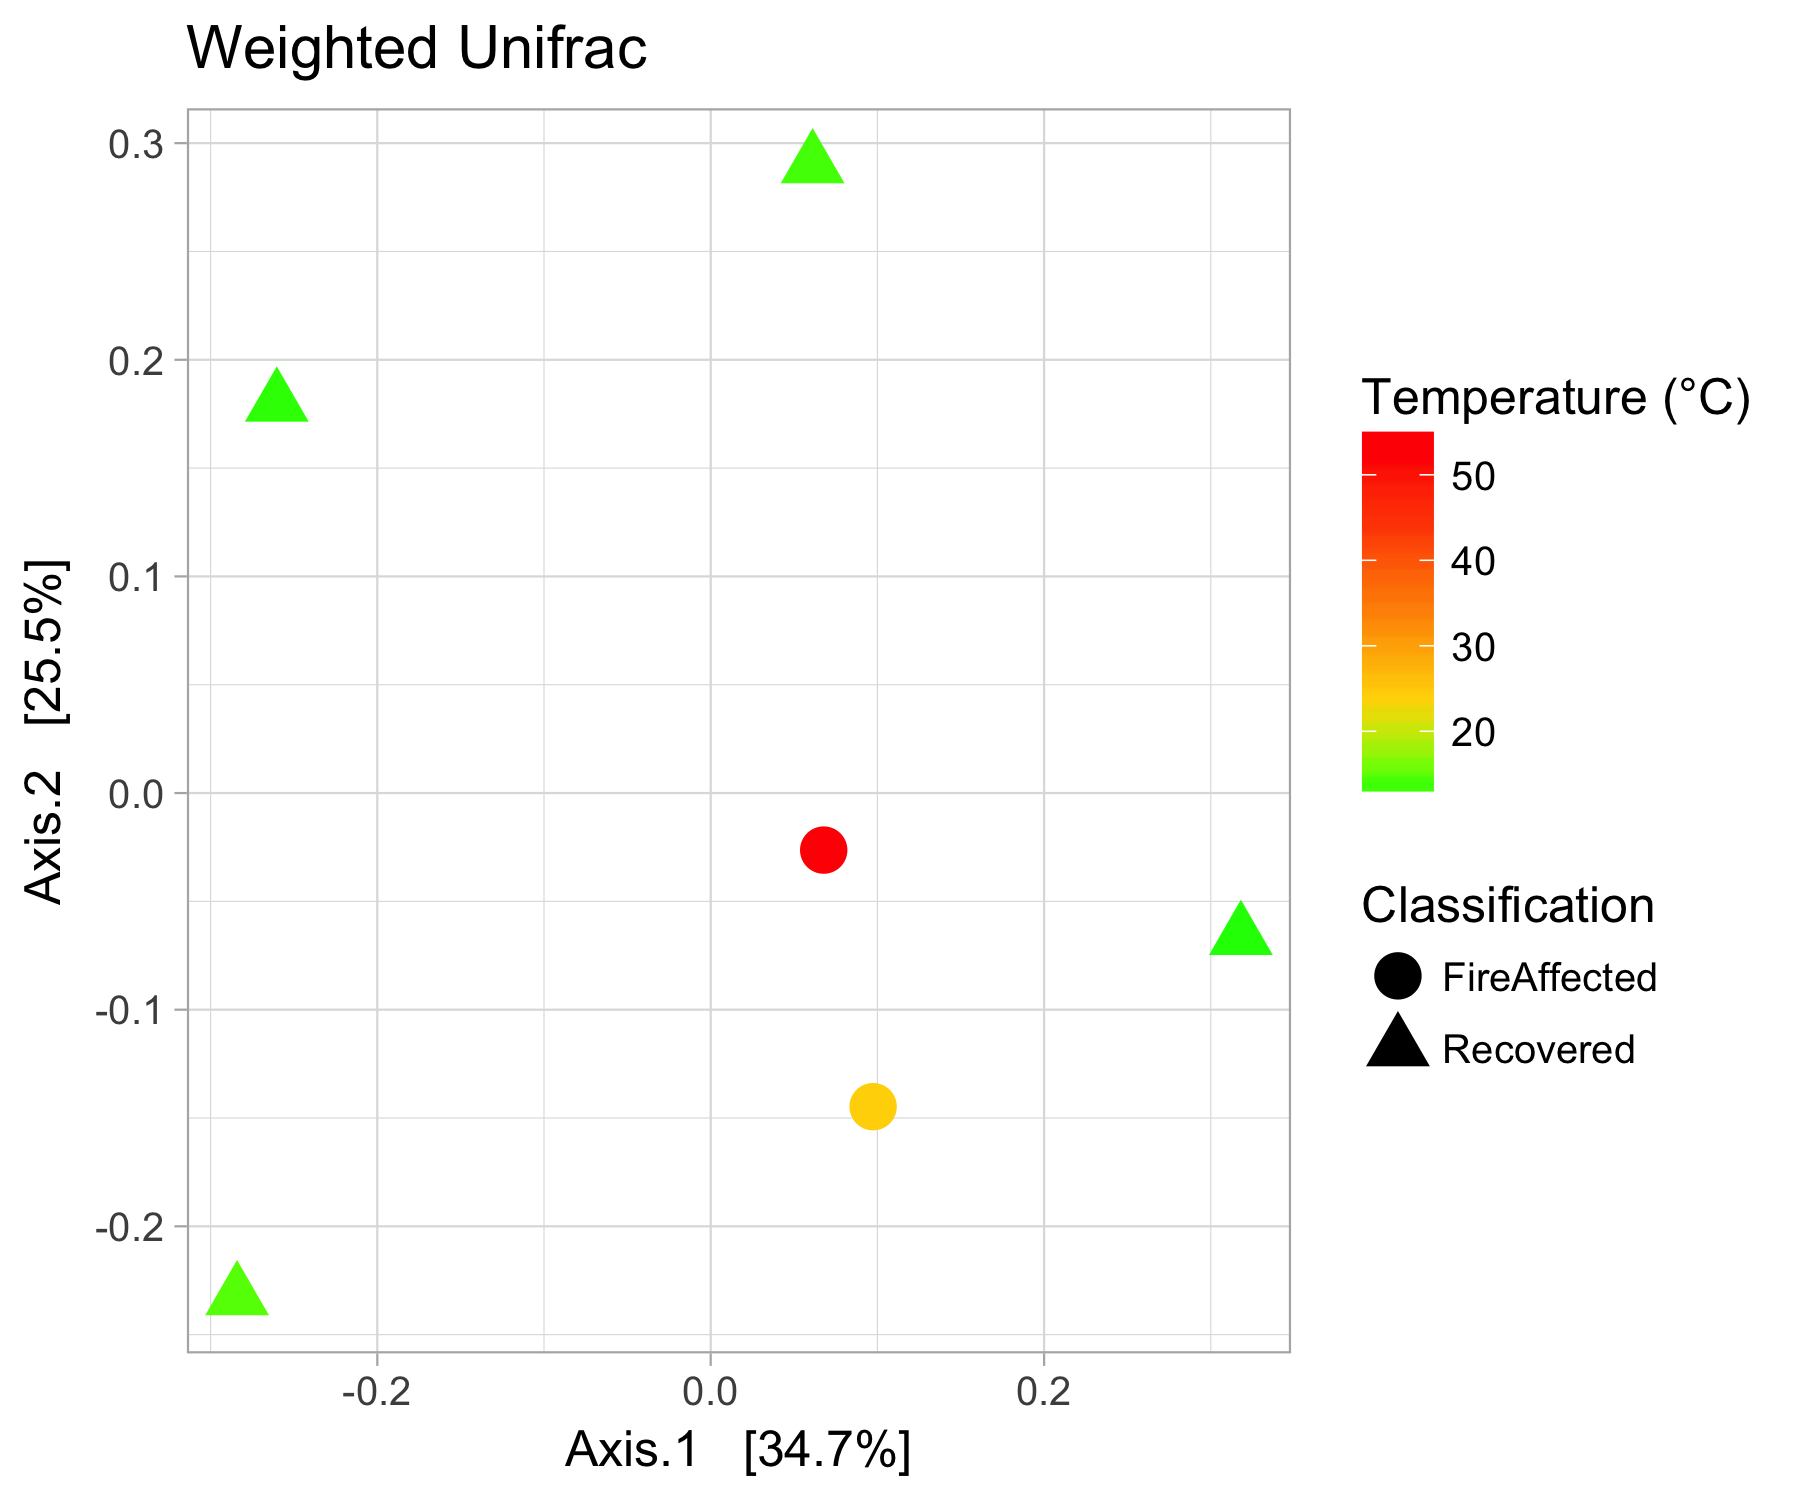 Weighted Unifrac
0.3
0.2
0.1
0.0
-0.1
-0.2
Axis.2 [25.5%]
-0.2 0.0 0.2
Axis.1 [34.7%]
Temperature (°C)
50
40
30
20
Classification
FireAffected
Recovered